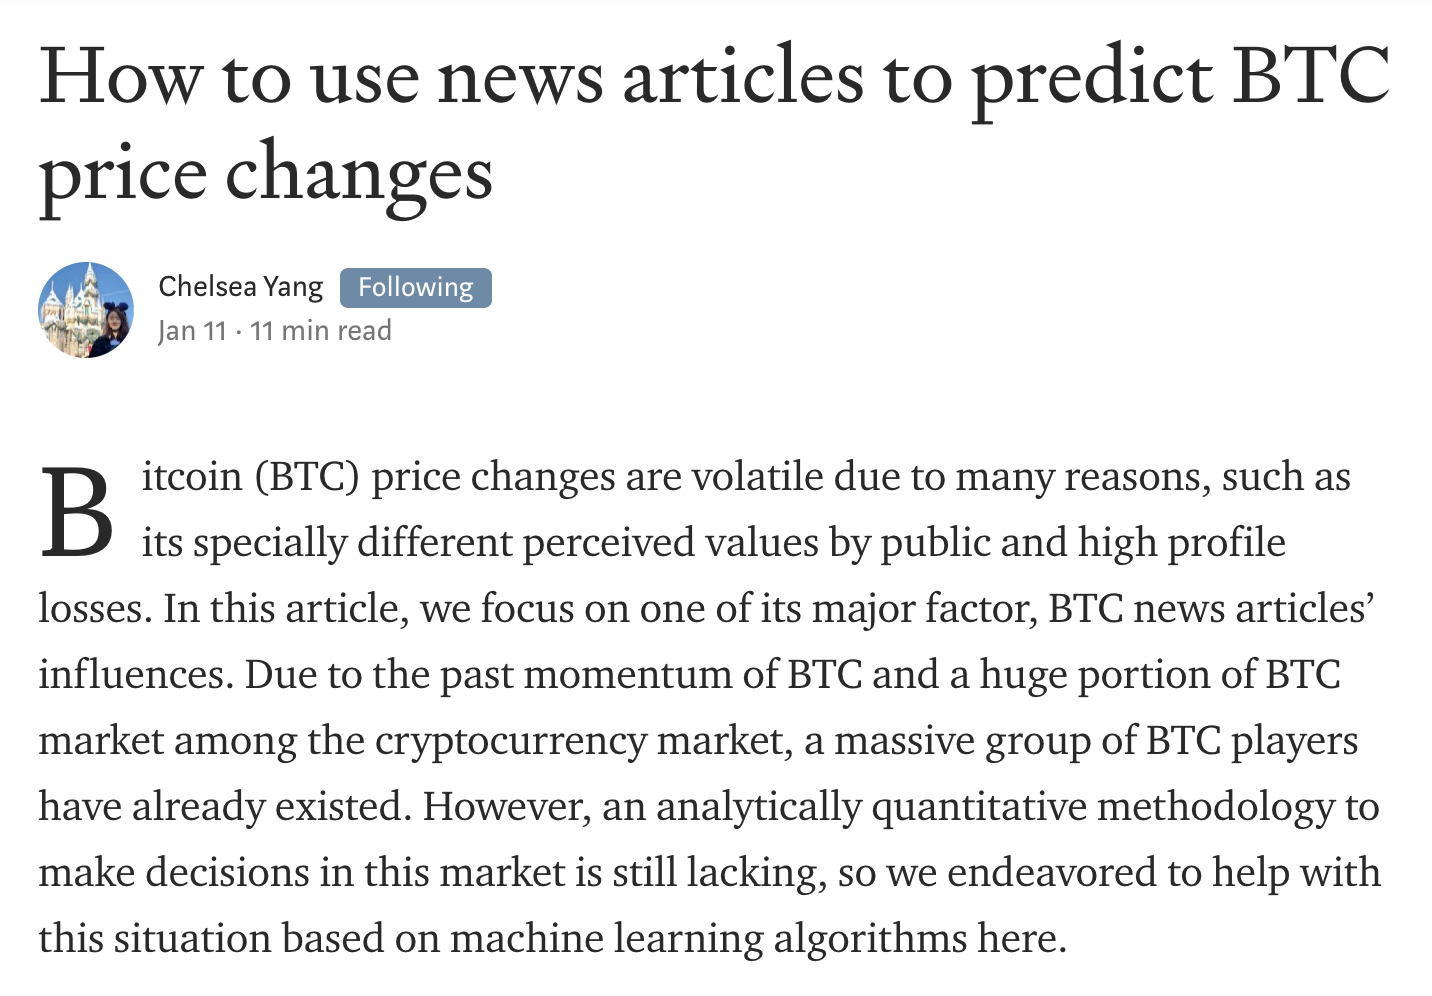 How to use news articles to predict BTC
price changes
Chelsea Yang Following
Jan 11 · 11 min read
Bitcoin (BTC) price changes are volatile due to many reasons, such as
its specially different perceived values by public and high profile
losses. In this article, we focus on one of its major factor, BTC news articles’
influences. Due to the past momentum of BTC and a huge portion of BTC
market among the cryptocurrency market, a massive group of BTC players
have already existed. However, an analytically quantitative methodology to
make decisions in this market is still lacking, so we endeavored to help with
this situation based on machine learning algorithms here.